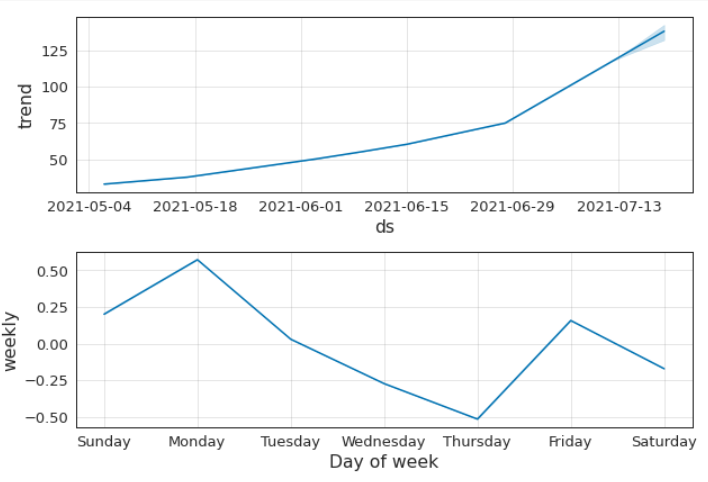 125
100
75
50
trend
2021-05-04 2021-05-18 2021-06-01 2021-06-15 2021-06-29 2021-07-13
ds
0.50
0.25
0.00
−0.25
−0.50
weekly
Sunday Monday Tuesday Wednesday Thursday Friday Saturday
Day of week